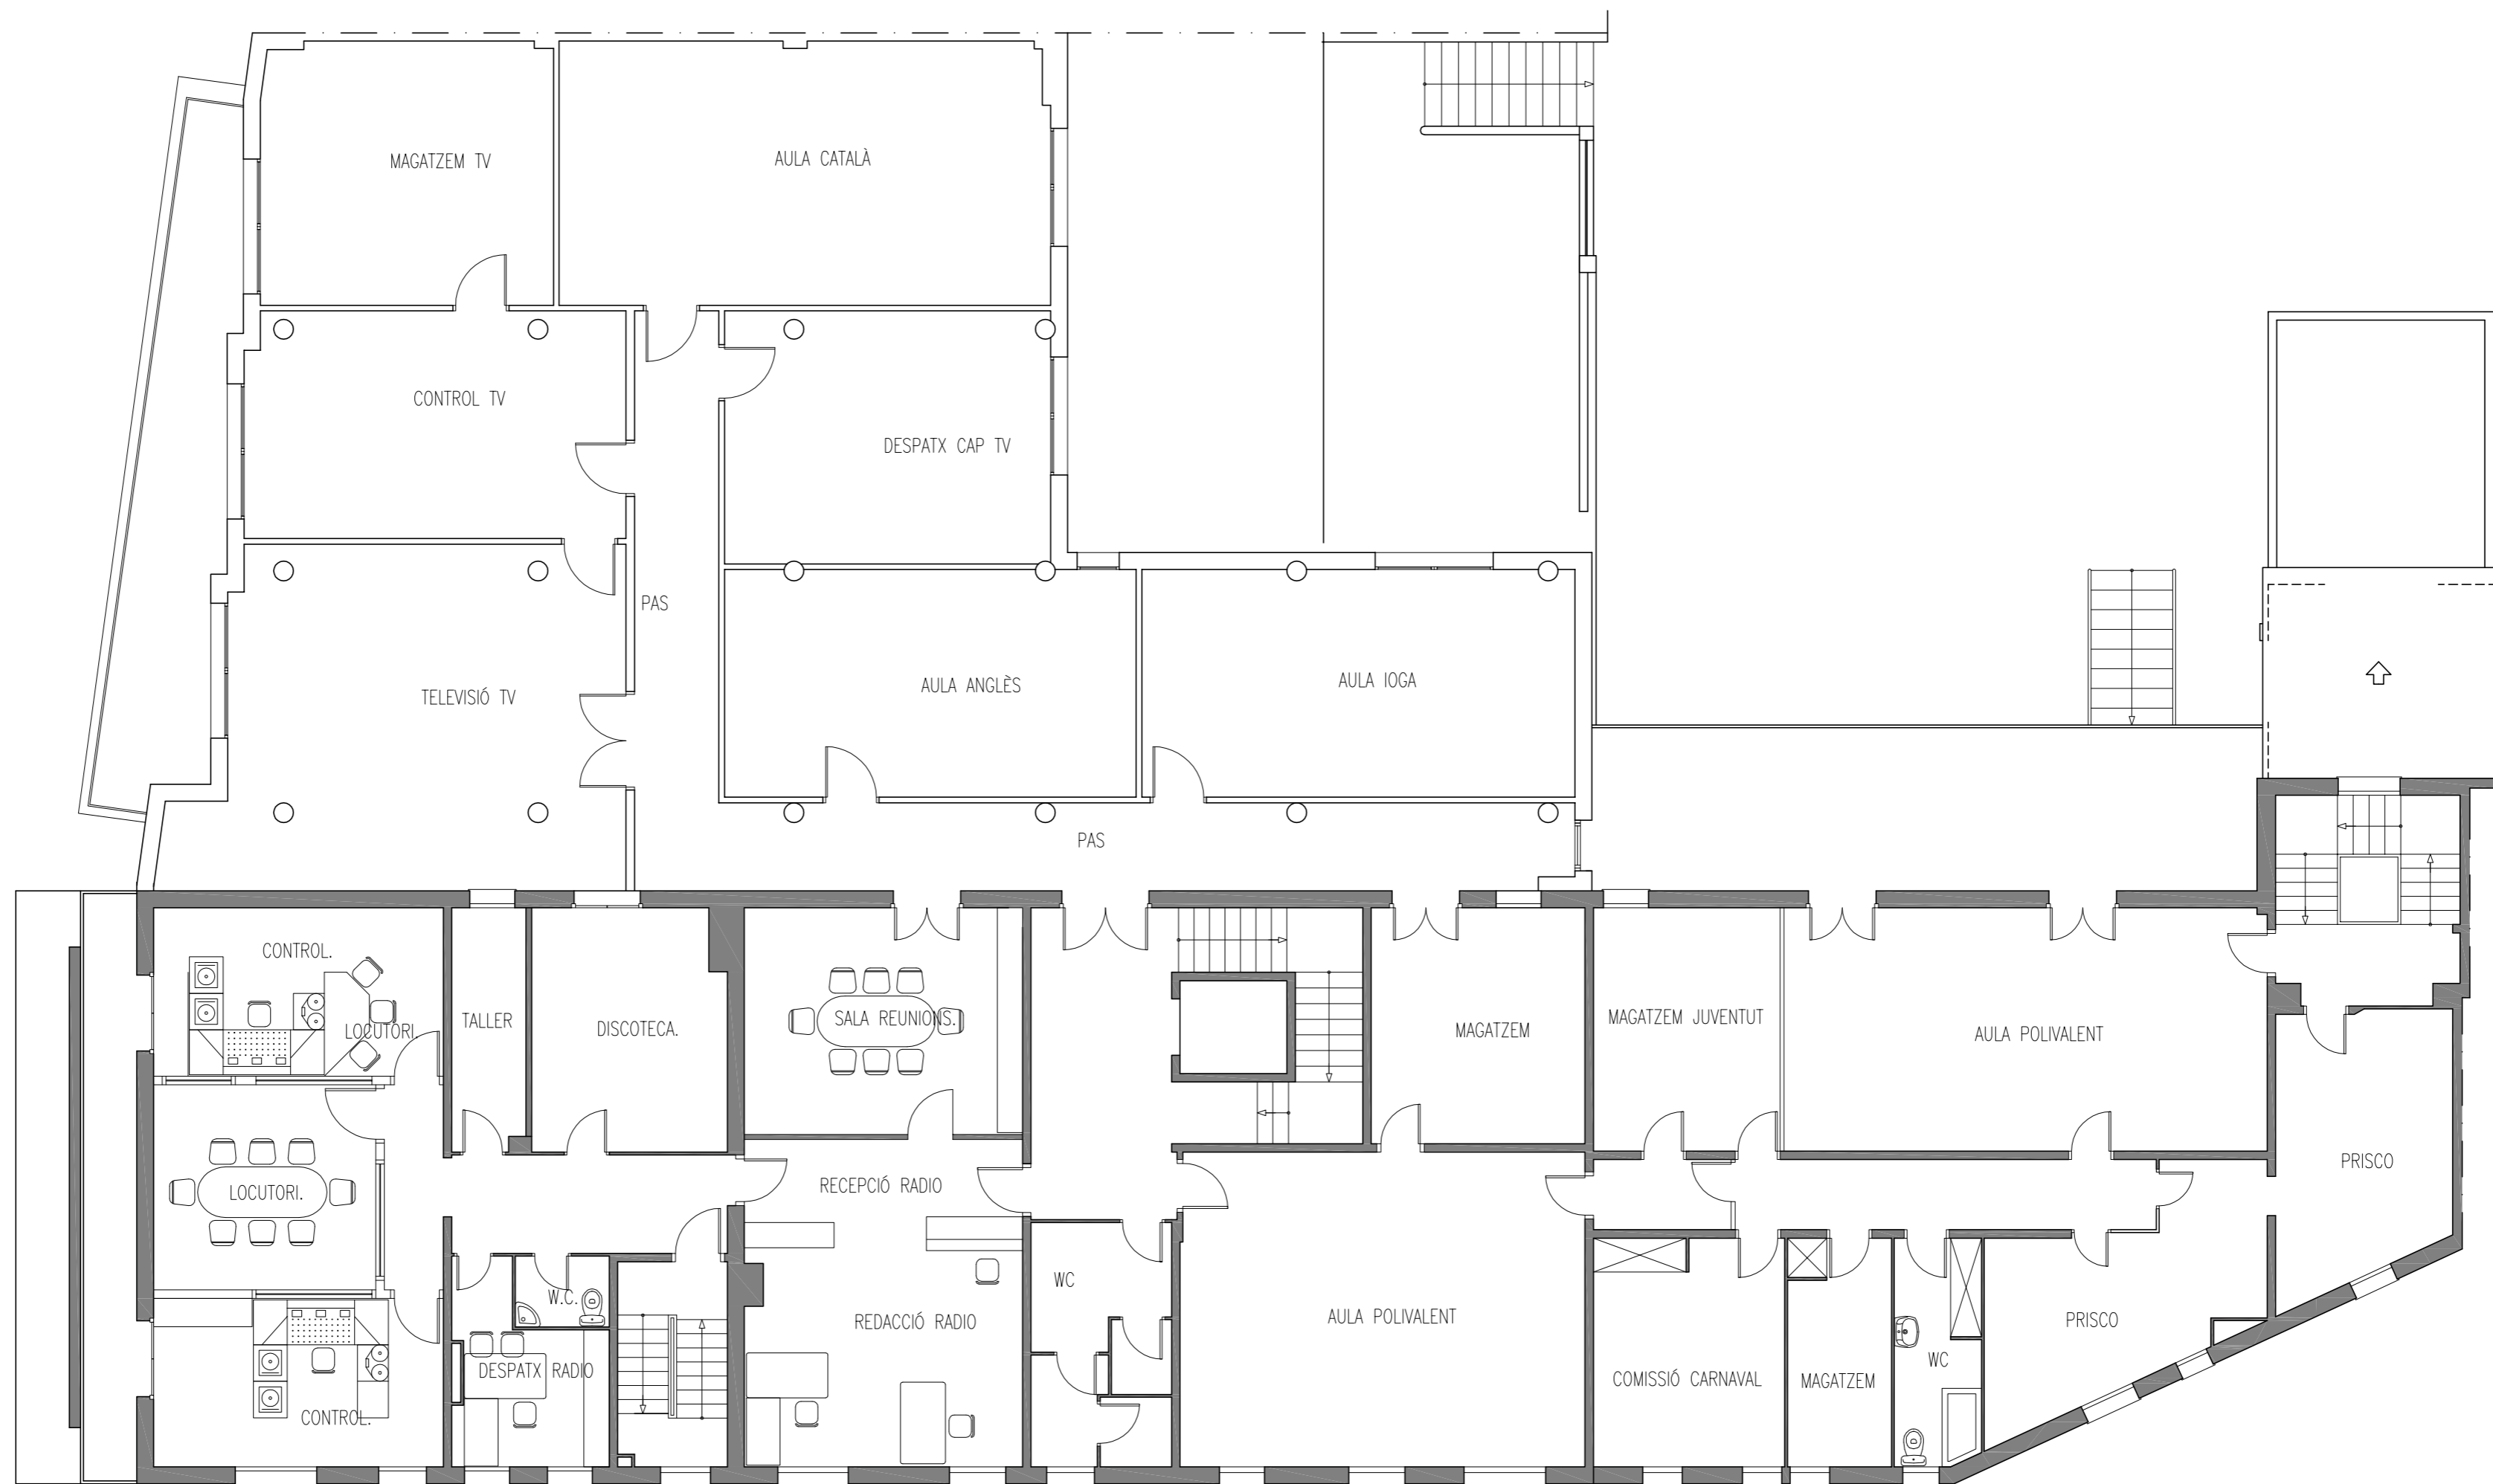 MAGATZEM TV
AULA CATALÀ
CONTROL TV
DESPATX CAP TV
PAS
TELEVISIÓ TV
AULA ANGLÈS
AULA IOGA
PAS
CONTROL.
LOCUTORI.
TALLER
DISCOTECA.
SALA REUNIONS.
MAGATZEM
MAGATZEM JUVENTUT
AULA POLIVALENT
PRISCO
LOCUTORI.
RECEPCIÓ RADIO
WC
W.C.
REDACCIÓ RADIO
AULA POLIVALENT
PRISCO
DESPATX RADIO
COMISSIÓ CARNAVAL
MAGATZEM
WC
CONTROL.